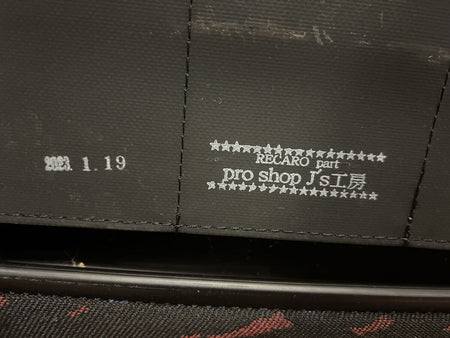 2023. 1. 19
★★★★★★★★★★★★★★★★★★
RECARO part
pro shop J's工房
★★★★★★★★★★★★★★★★★★